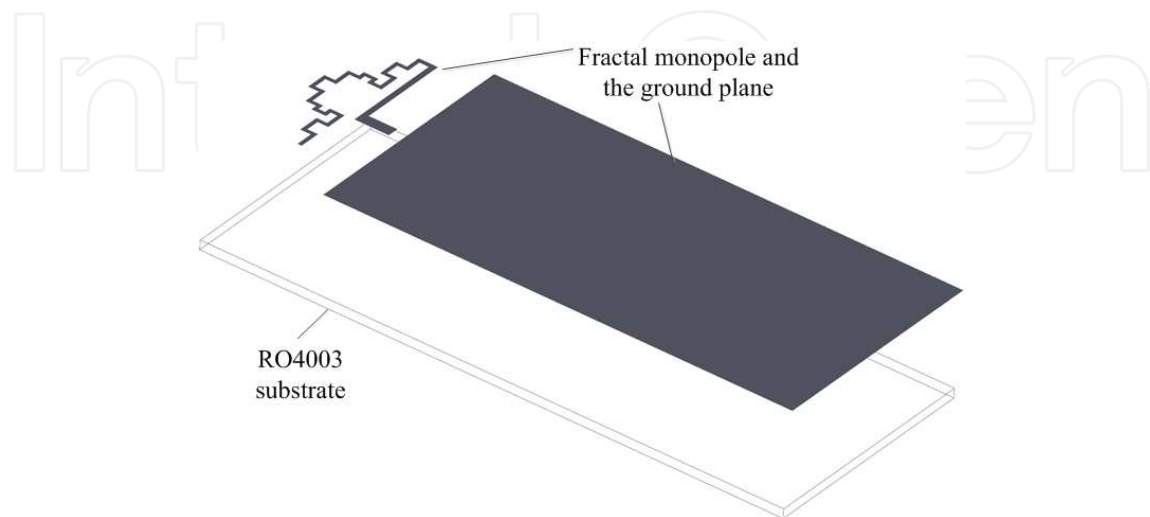 Fractal monopole and
the ground plane
RO4003
substrate